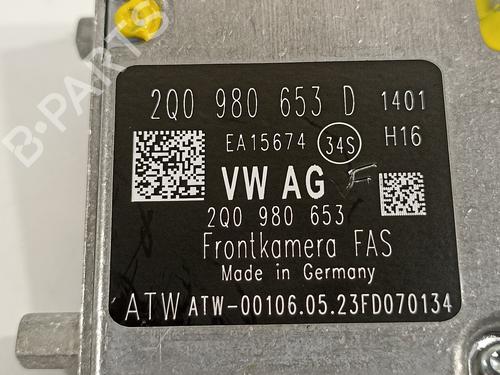 2Q0 980 653 D 1401
EA15674 34S H16
VW AG F
2Q0 980 653
Frontkamera FAS
Made in Germany
ATW ATW-00106.05.23FD070134
B-PARTS